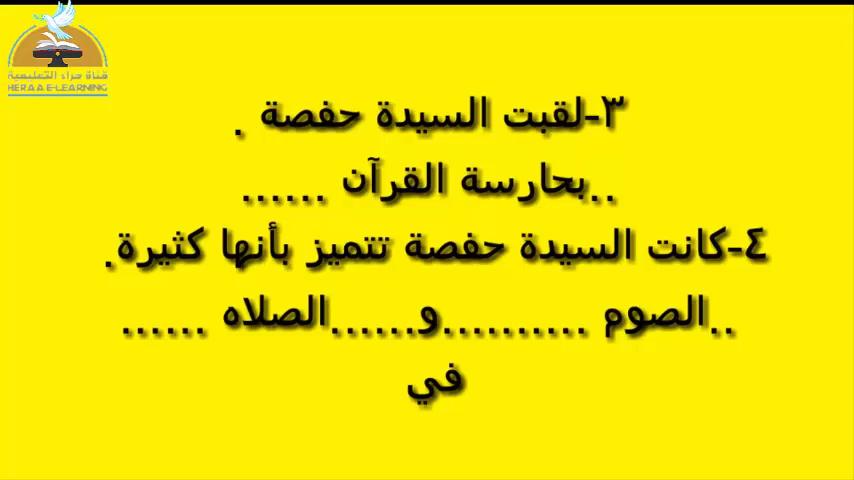 قناة حراء التعليمية
HERAA E-LEARNING
٣-لقبت السيدة حفصة .
..بحارسة القرآن ......
٤-كانت السيدة حفصة تتميز بأنها كثيرة.
..الصوم ..........و......الصلاه ......
في